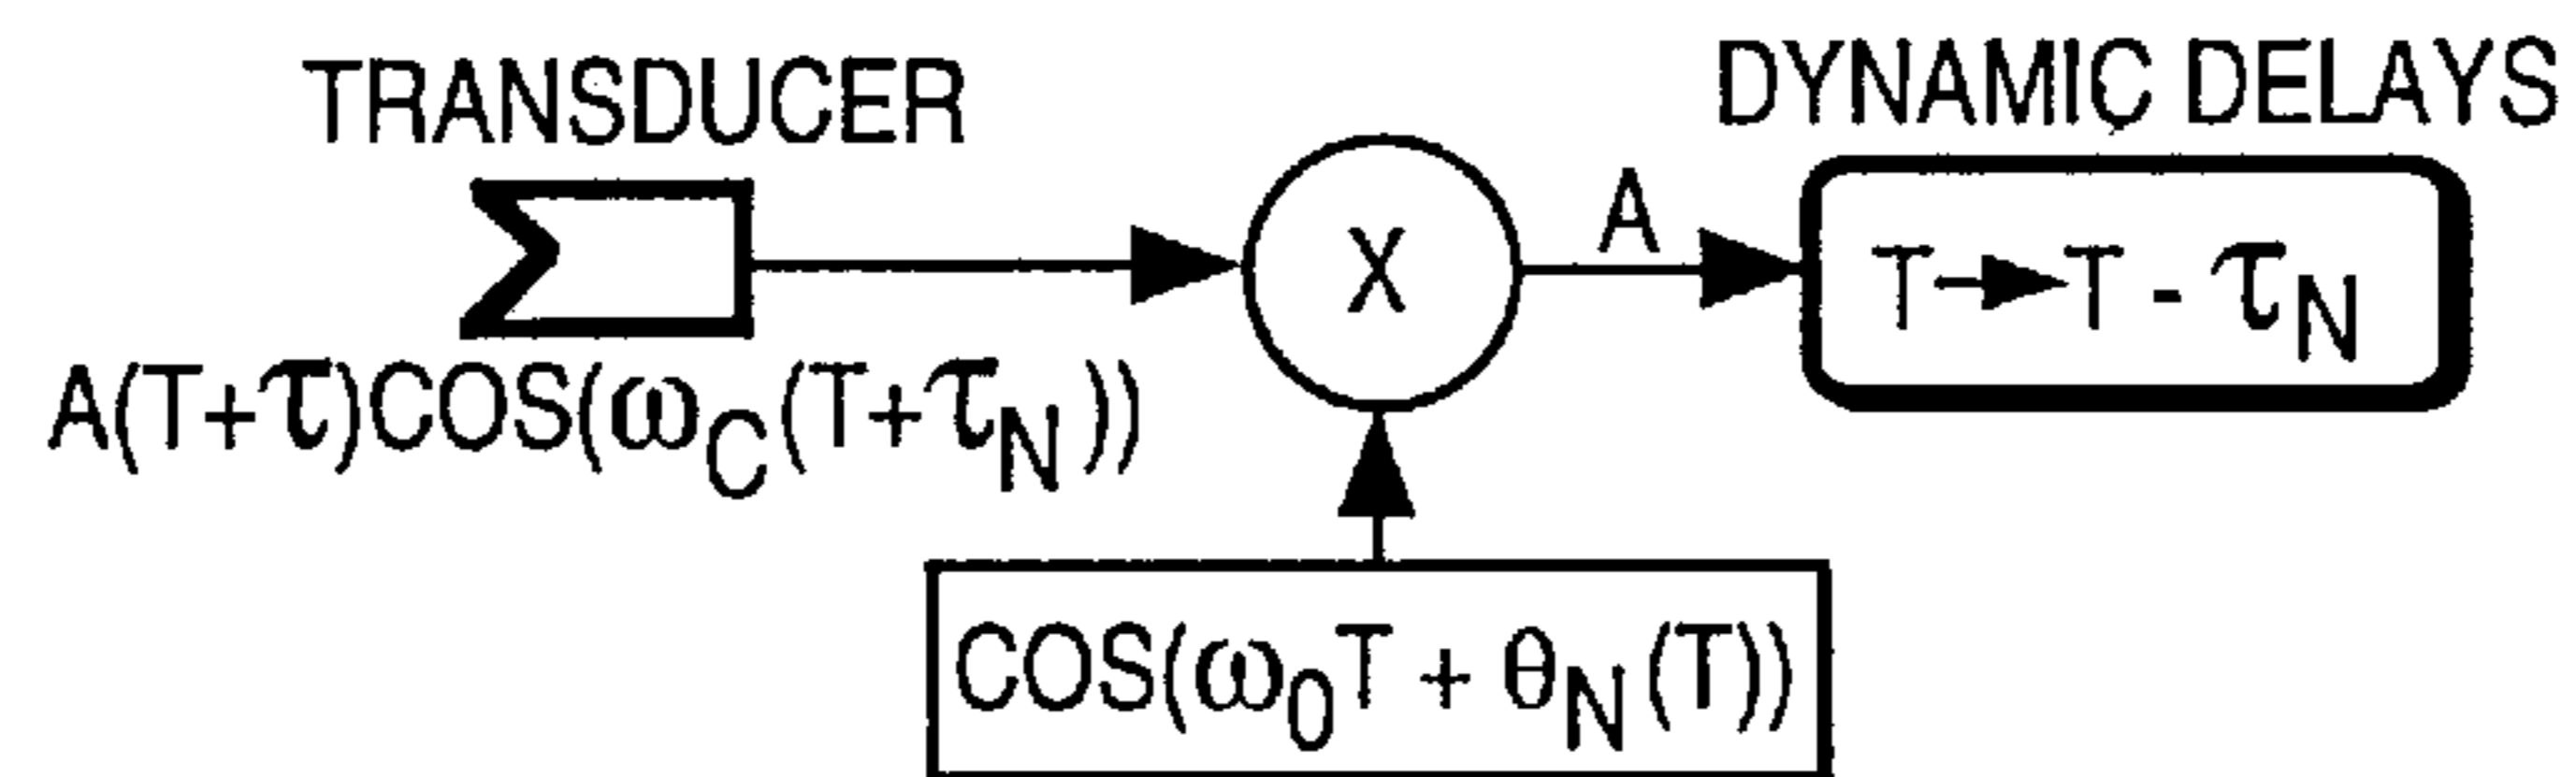 TRANSDUCER
DYNAMIC DELAYS
X
A
T→T - τN
A(T+τ)COS(ωC(T+τN))
COS(ω0T + θN(T))